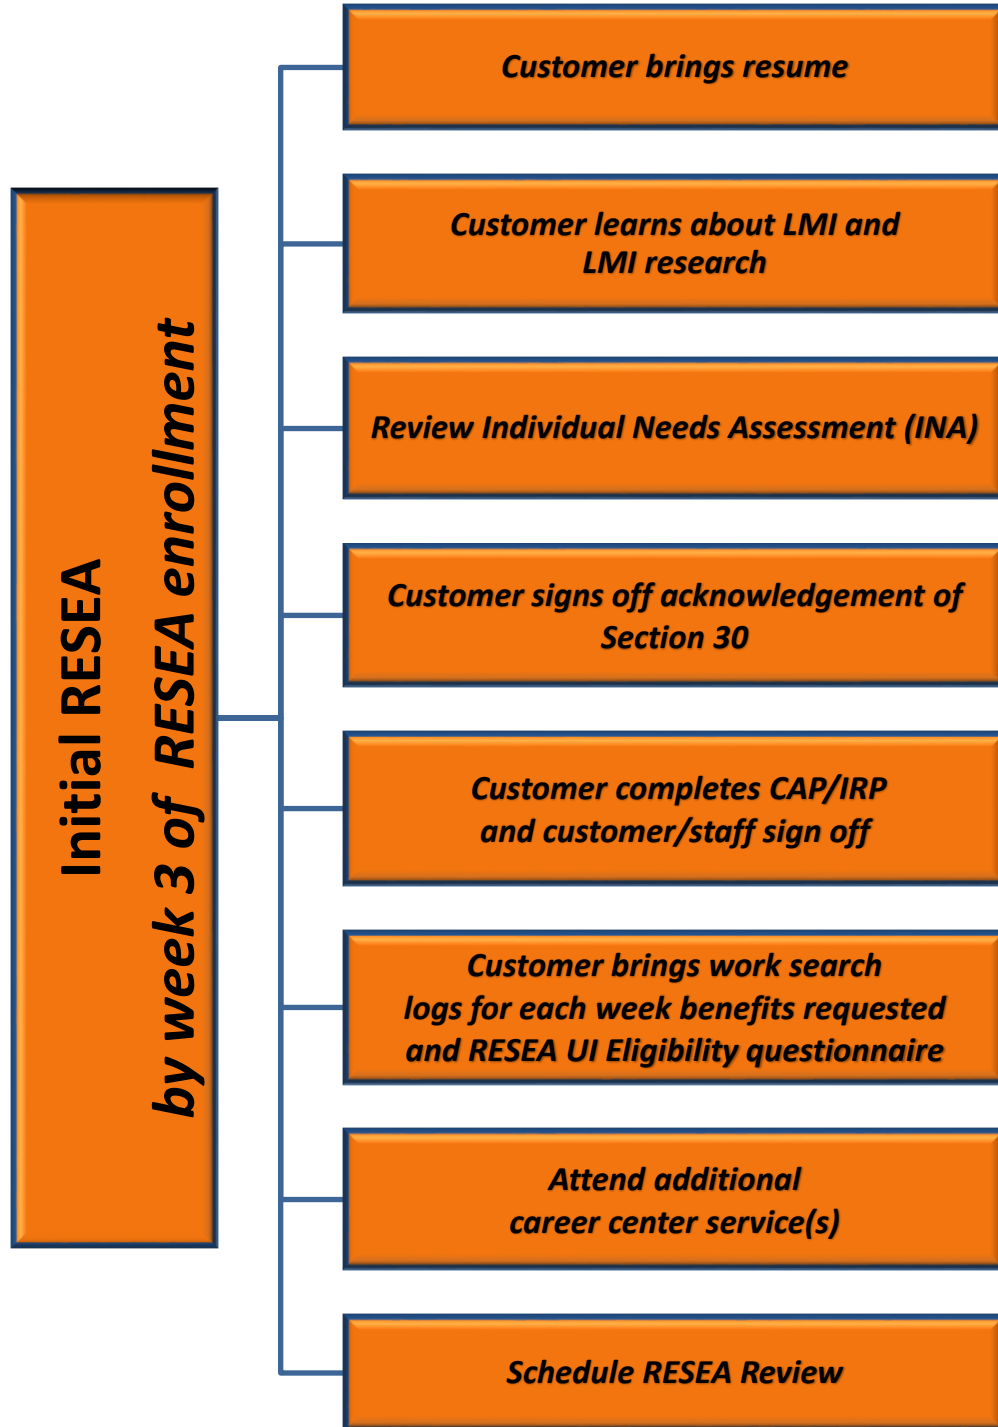 Initial RESEA
by week 3 of RESEA enrollment
Customer brings resume
Customer learns about LMI and
LMI research
Review Individual Needs Assessment (INA)
Customer signs off acknowledgement of
Section 30
Customer completes CAP/IRP
and customer/staff sign off
Customer brings work search
logs for each week benefits requested
and RESEA UI Eligibility questionnaire
Attend additional
career center service(s)
Schedule RESEA Review